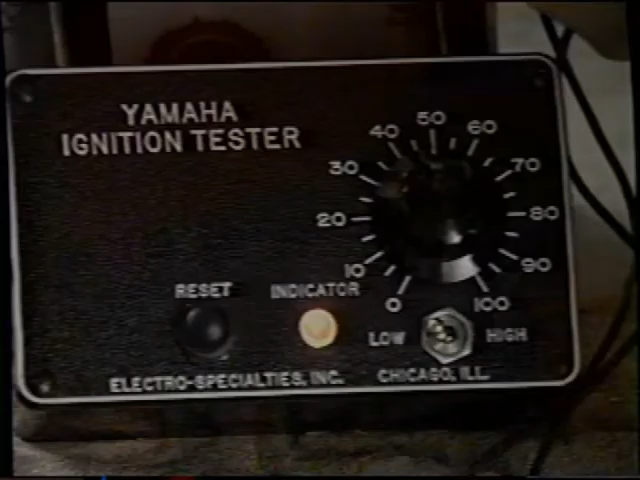 YAMAHA
IGNITION TESTER
0
10
20
30
40
50
60
70
80
90
100
RESET
INDICATOR
LOW
HIGH
ELECTRO-SPECIALTIES, INC.
CHICAGO, ILL.